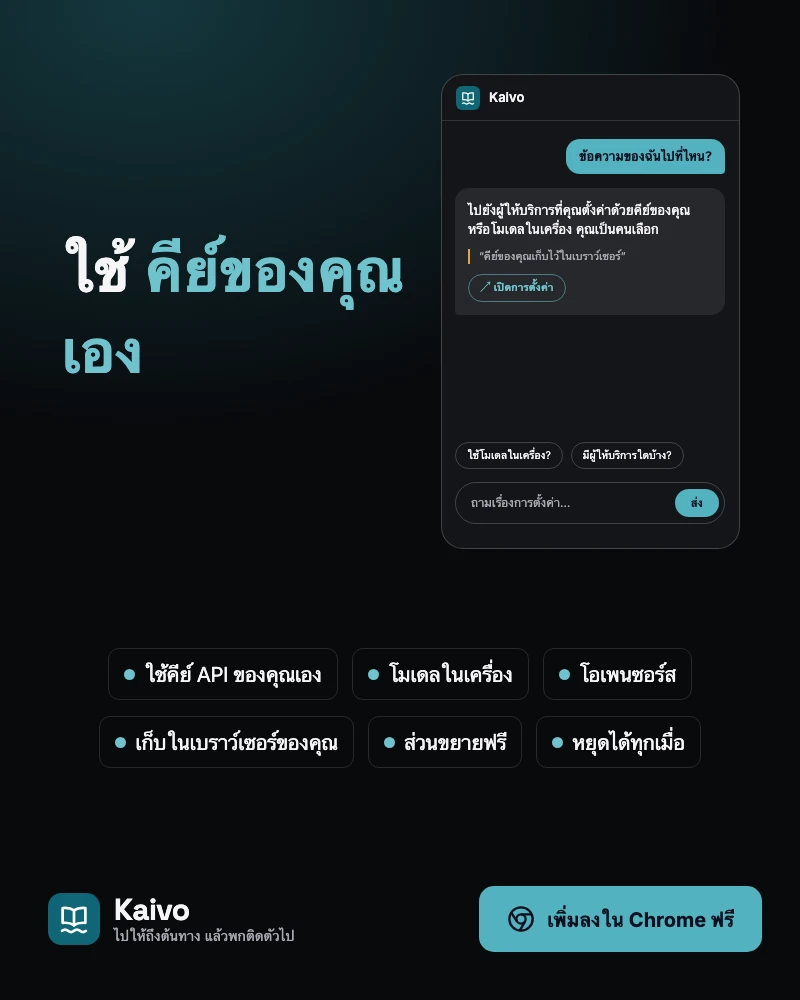 ใช้ คีย์ของคุณ
เอง
Kaivo
ข้อความของฉันไปที่ไหน?
ไปยังผู้ให้บริการที่คุณตั้งค่าด้วยคีย์ของคุณ
หรือโมเดลในเครื่อง คุณเป็นคนเลือก
"คีย์ของคุณเก็บไว้ในเบราว์เซอร์"
↗ เปิดการตั้งค่า
ใช้โมเดลในเครื่อง?
มีผู้ให้บริการใดบ้าง?
ถามเรื่องการตั้งค่า...
ส่ง
ใช้คีย์ API ของคุณเอง
โมเดลในเครื่อง
โอเพนซอร์ส
เก็บในเบราว์เซอร์ของคุณ
ส่วนขยายฟรี
หยุดได้ทุกเมื่อ
Kaivo
ไปให้ถึงต้นทาง แล้วพกติดตัวไป
เพิ่มลงใน Chrome ฟรี